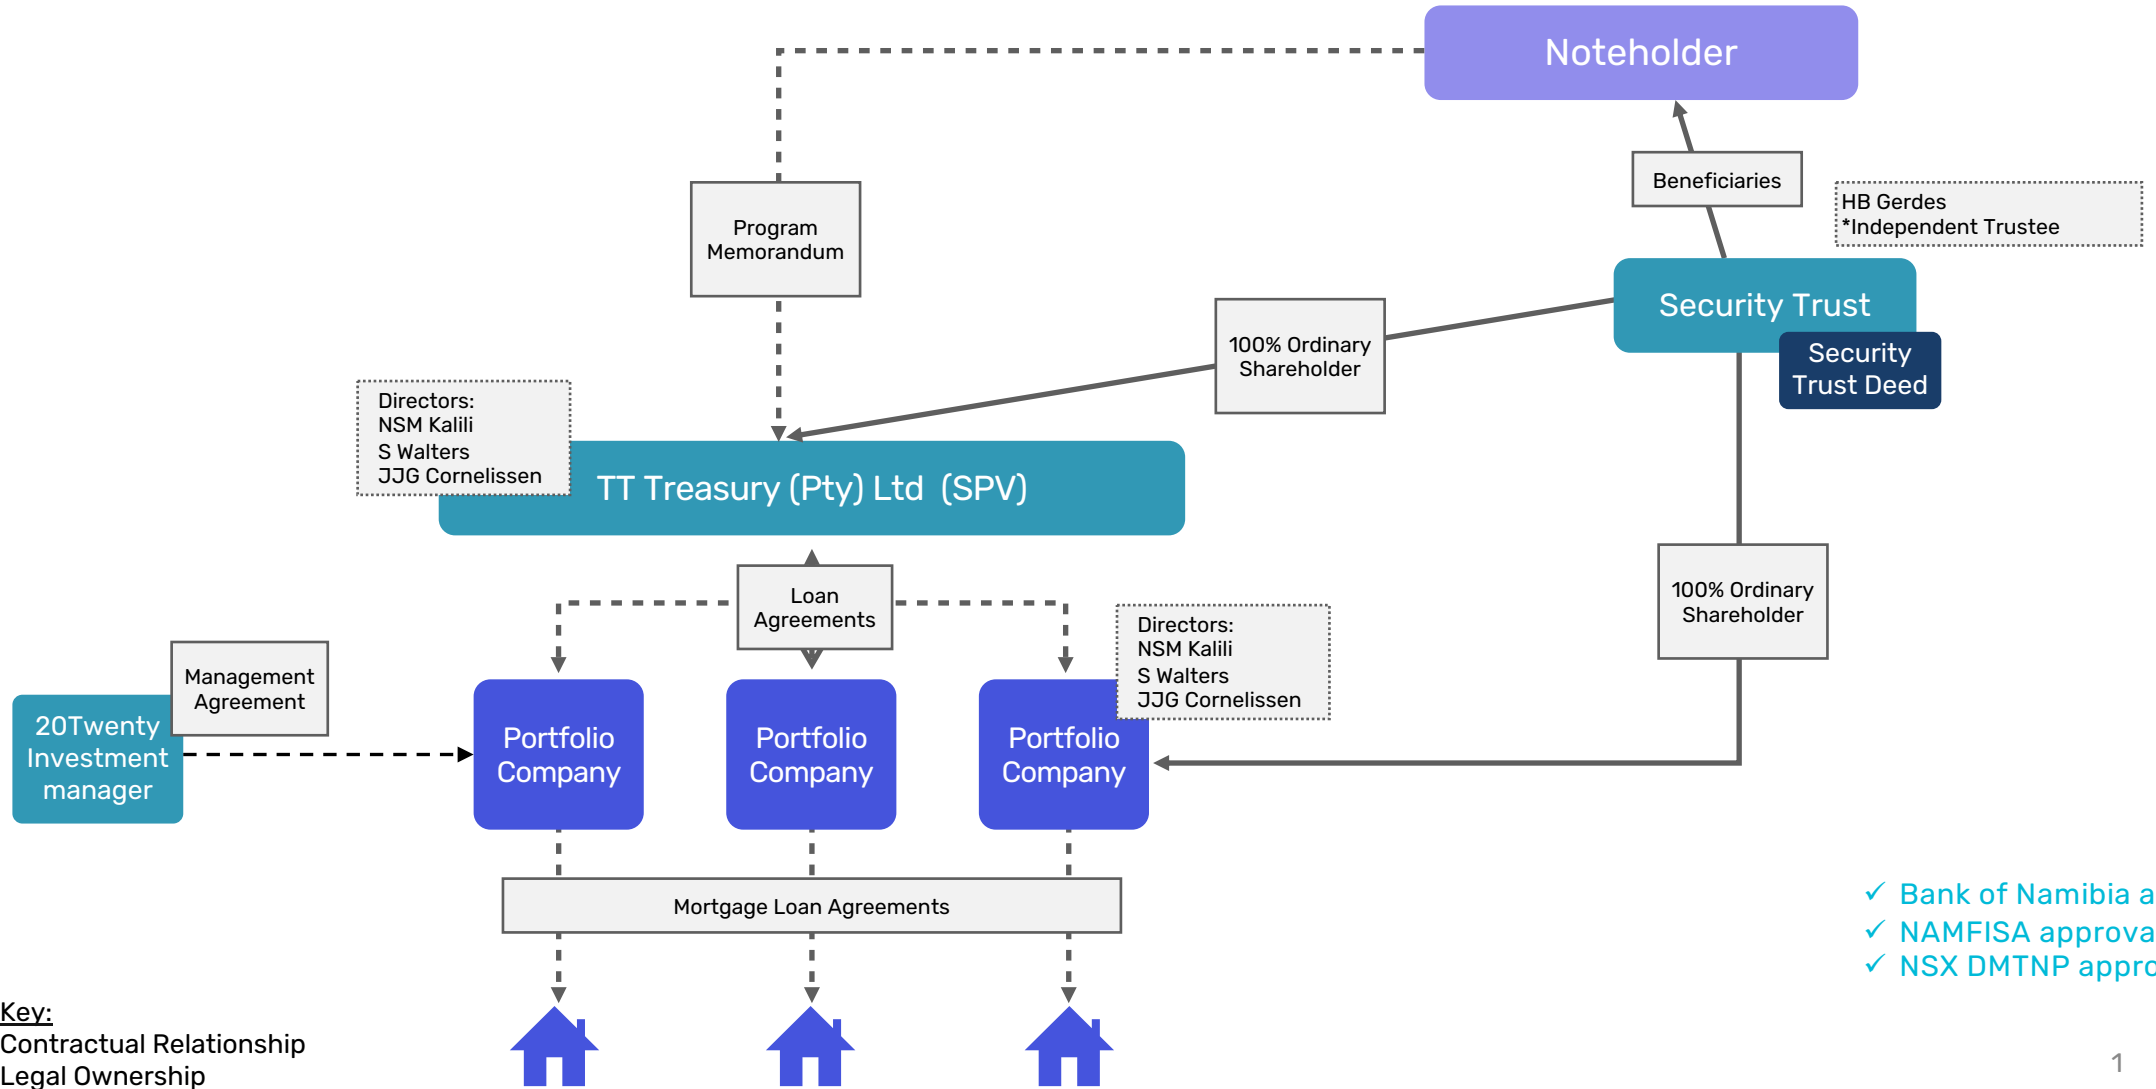 Noteholder
Beneficiaries
HB Gerdes
*Independent Trustee
Program
Memorandum
Security Trust
Security
Trust Deed
100% Ordinary
Shareholder
Directors:
NSM Kalili
S Walters
JJG Cornelissen
TT Treasury (Pty) Ltd (SPV)
Loan
Agreements
100% Ordinary
Shareholder
Directors:
NSM Kalili
S Walters
JJG Cornelissen
Management
Agreement
20Twenty
Investment
manager
Portfolio
Company
Portfolio
Company
Portfolio
Company
Mortgage Loan Agreements
✓ Bank of Namibia
✓ NAMFISA
✓ NSX DMTNP
Key:
Contractual Relationship
Legal Ownership
1